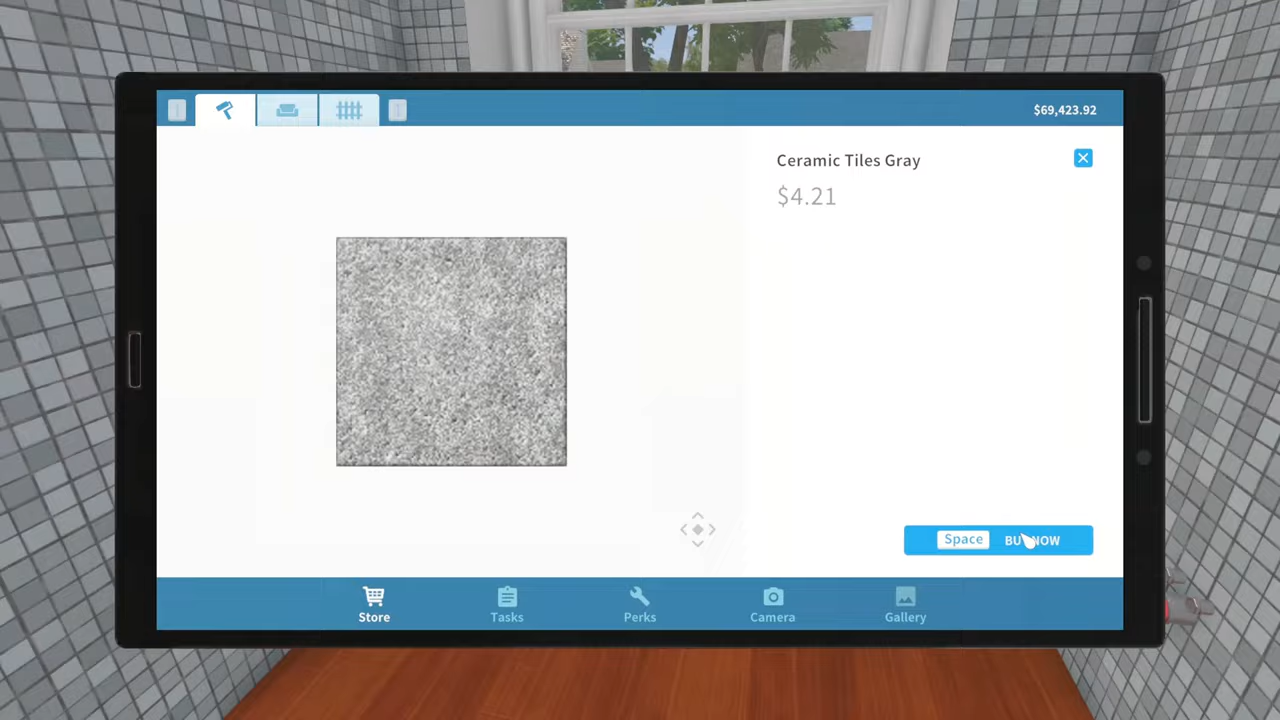 $69,423.92
Ceramic Tiles Gray
$4.21
Space
Store
Tasks
Perks
Camera
Gallery